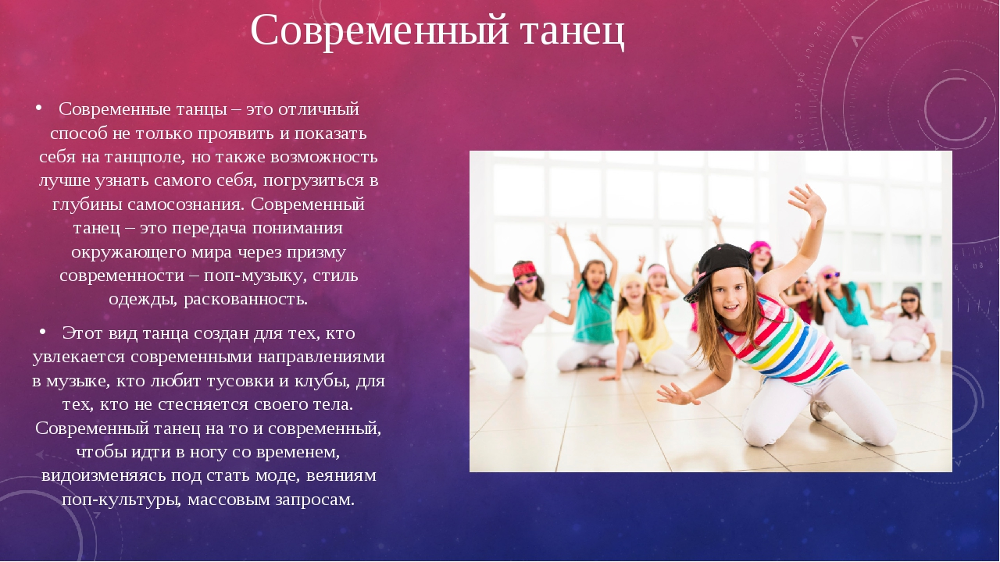 Современный танец
• Современные танцы – это отличный
способ не только проявить и показать
себя на танцполе, но также возможность
лучше узнать самого себя, погрузиться в
глубины самосознания. Современный
танец – это передача понимания
окружающего мира через призму
современности – поп-музыку, стиль
одежды, раскованность.
• Этот вид танца создан для тех, кто
увлекается современными направлениями
в музыке, кто любит тусовки и клубы, для
тех, кто не стесняется своего тела.
Современный танец на то и современный,
чтобы идти в ногу со временем,
видоизменяясь под стать моде, веяниям
поп-культуры, массовым запросам.